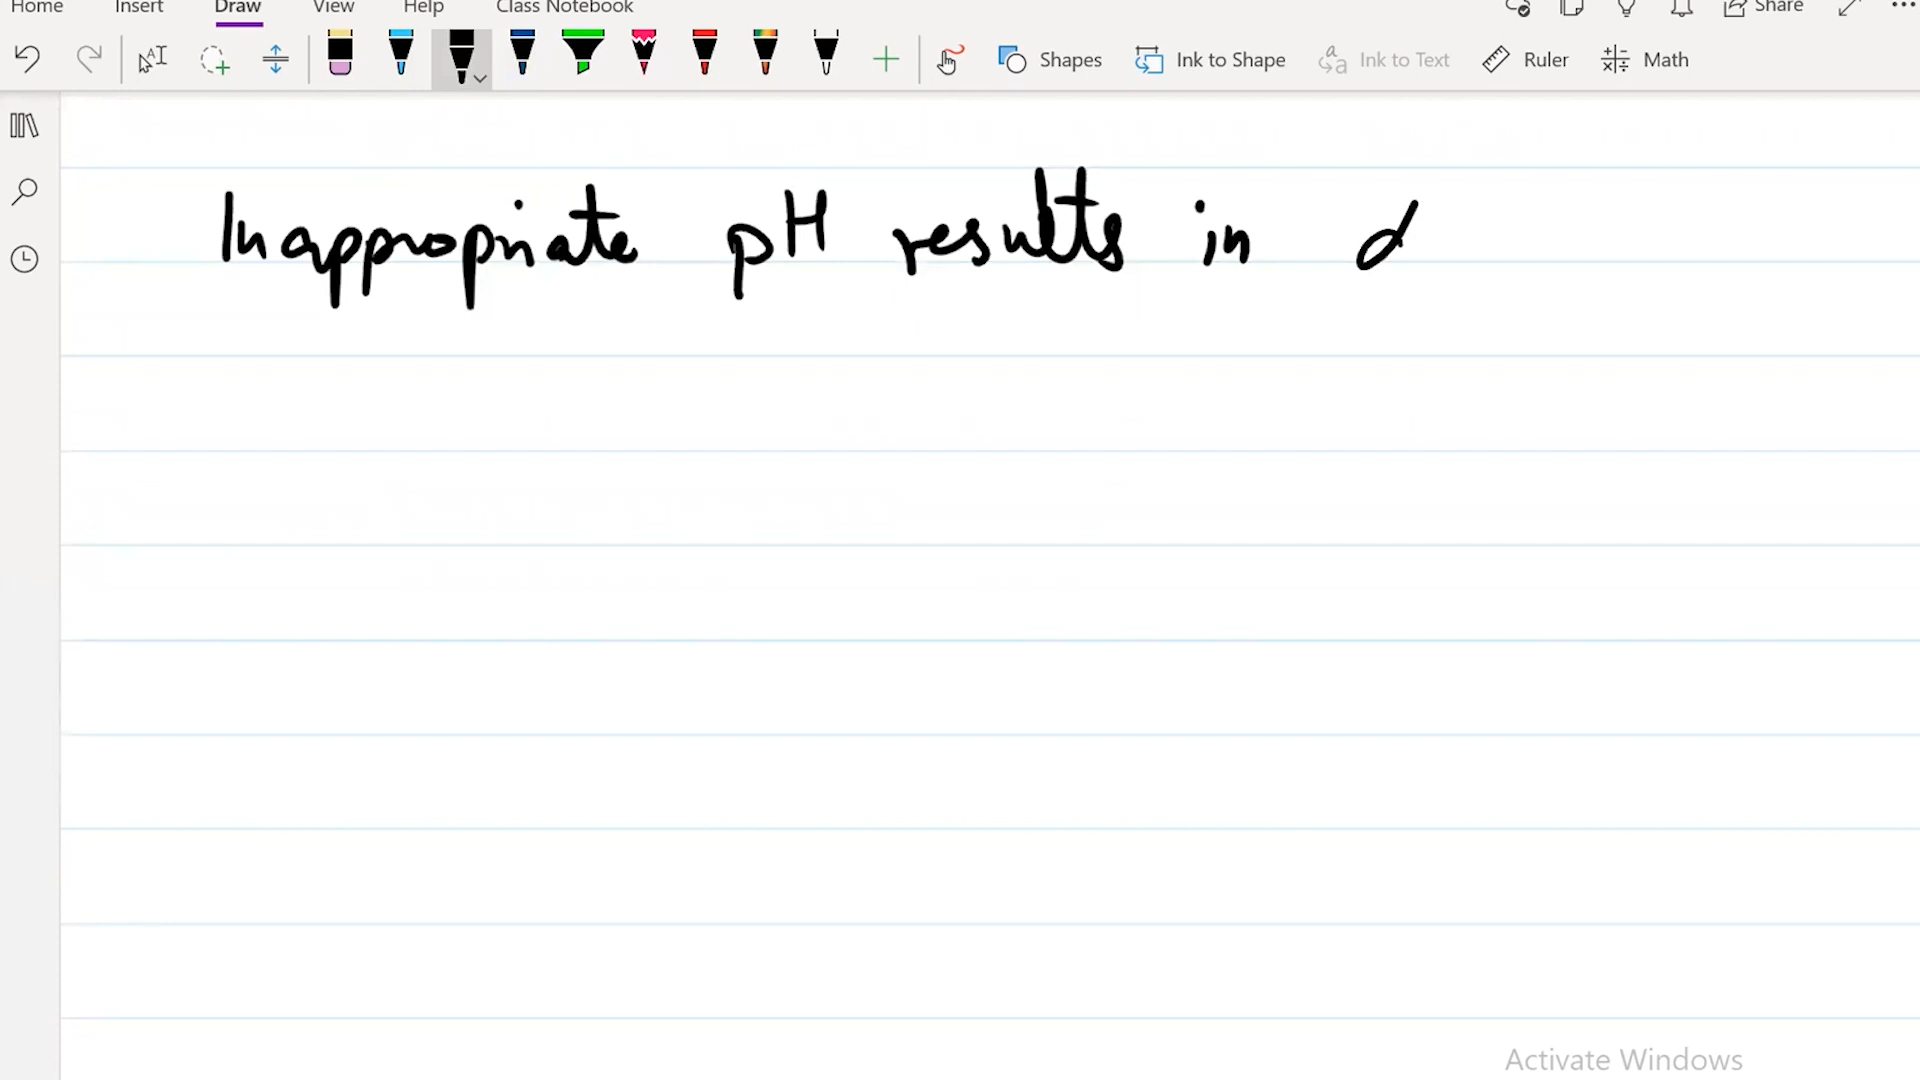 Home Insert Draw View Help Class Notebook Share
Shapes Ink to Shape Ink to Text Ruler Math
Inappropriate pH results in d
Activate Windows